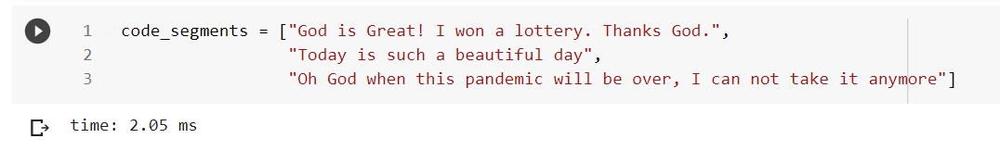 1 code_segments = ["God is Great! I won a lottery. Thanks God.",
2 "Today is such a beautiful day",
3 "Oh God when this pandemic will be over, I can not take it anymore"]
time: 2.05 ms